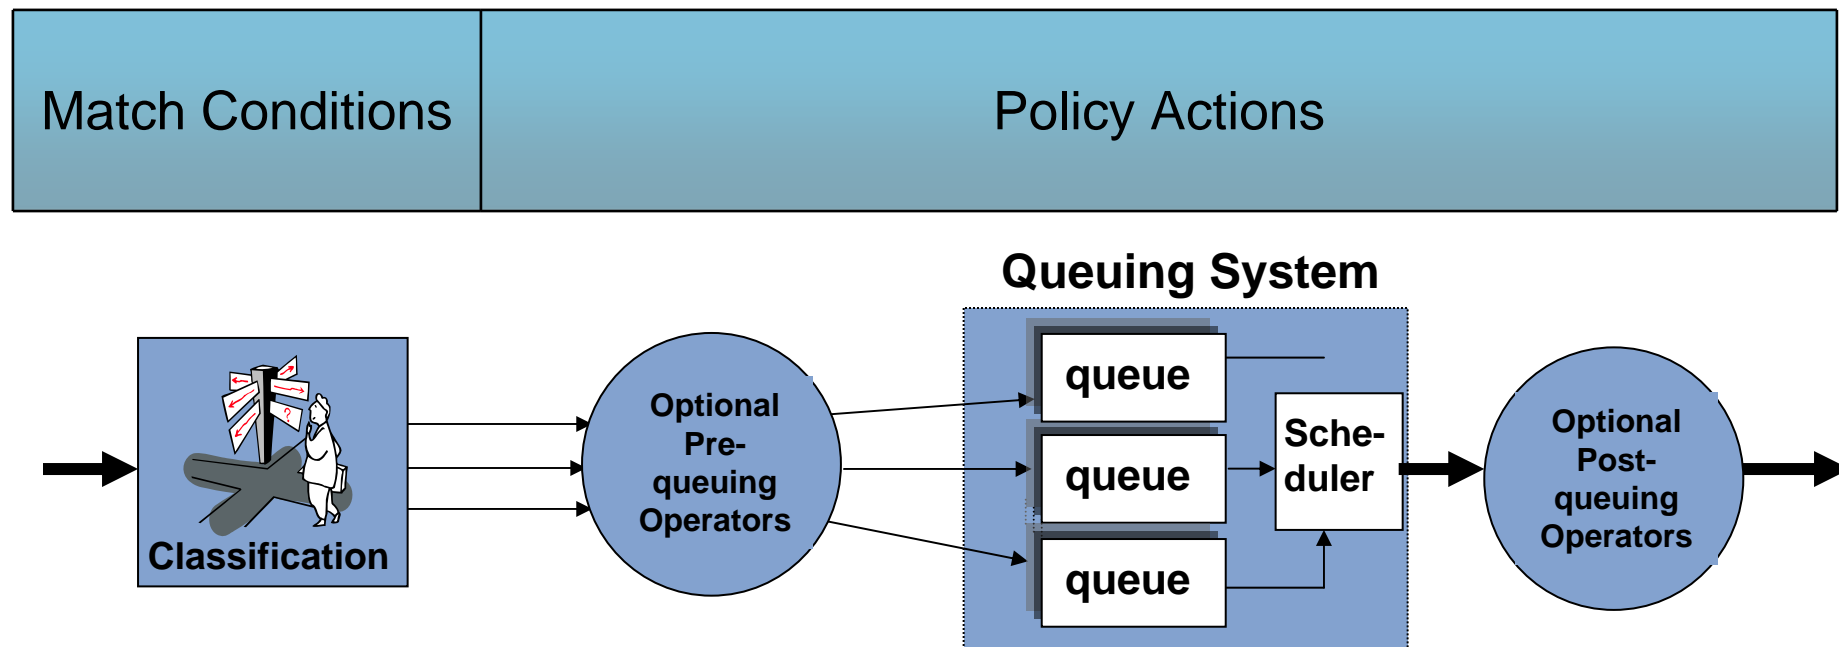 Match Conditions
Policy Actions
Queuing System
Classification
Optional
Pre-
queuing
Operators
queue
queue
queue
Sche-
duler
Optional
Post-
queuing
Operators
?